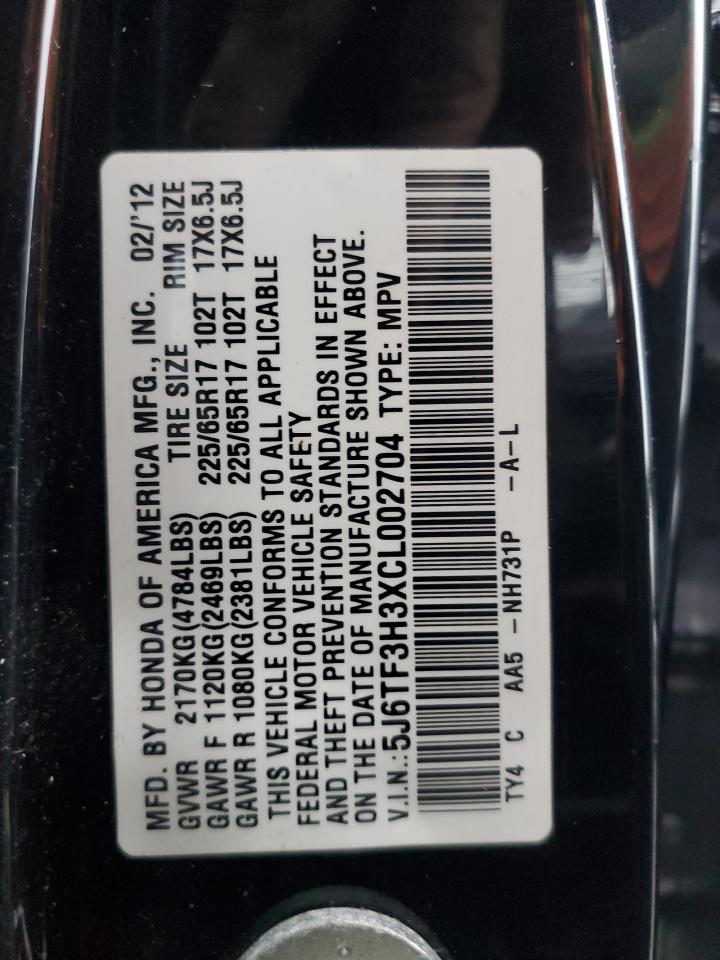 MFD. BY HONDA OF AMERICA MFG., INC. 02/'12
GVWR 2170KG(4784LBS) TIRE SIZE RIM SIZE
GAWR F 1120KG(2469LBS) 225/65R17 102T 17X6.5J
GAWR R 1080KG(2381LBS) 225/65R17 102T 17X6.5J
THIS VEHICLE CONFORMS TO ALL APPLICABLE
FEDERAL MOTOR VEHICLE SAFETY
AND THEFT PREVENTION STANDARDS IN EFFECT
ON THE DATE OF MANUFACTURE SHOWN ABOVE.
V.I.N.:5J6TF3H3XCL002704 TYPE: MPV
TY4 C AA5 -NH731P -A-L